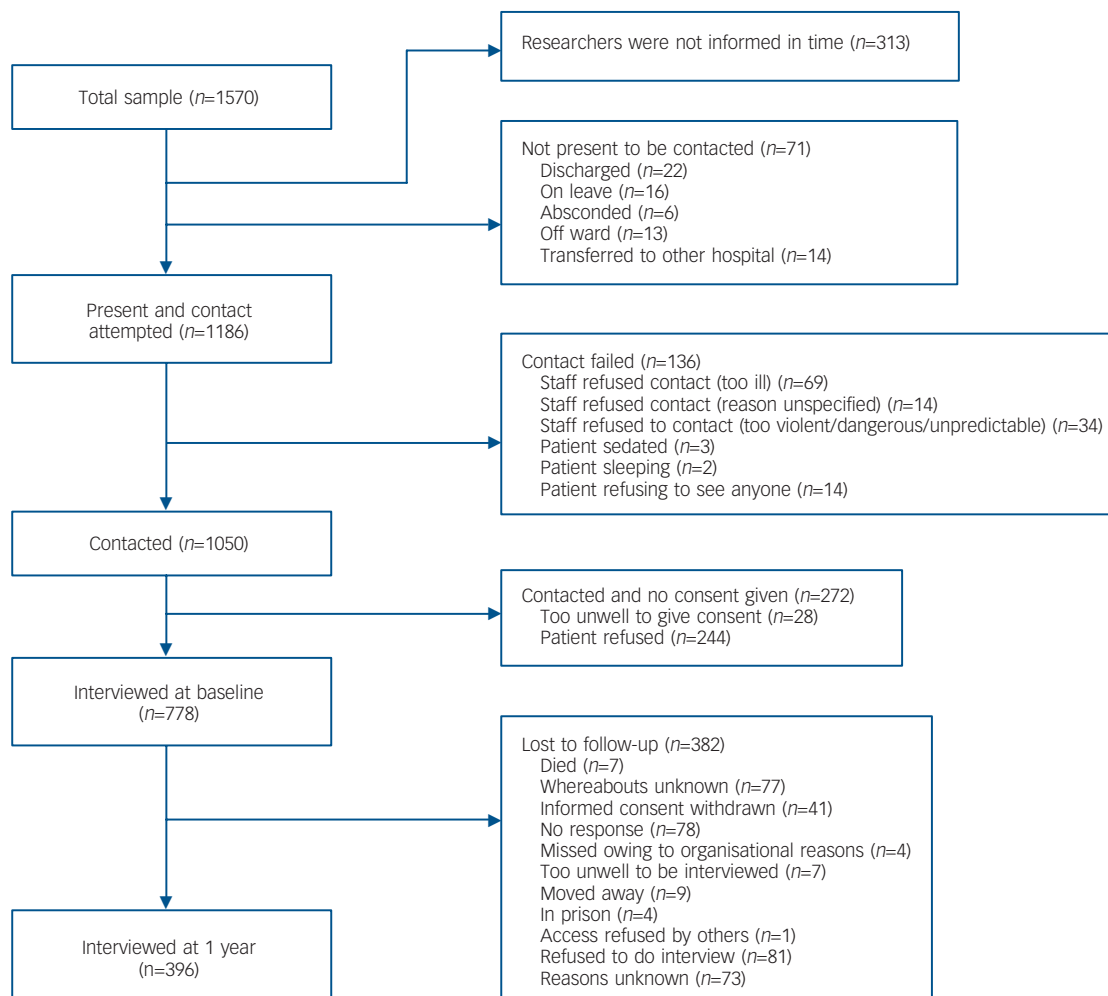 Researchers were not informed in time (n=313)
Total sample (n=1570)
Not present to be contacted (n=71)
Discharged (n=22)
On leave (n=16)
Absconded (n=6)
Off ward (n=13)
Transferred to other hospital (n=14)
Present and contact
attempted (n=1186)
Contact failed (n=136)
Staff refused contact (too ill) (n=69)
Staff refused contact (reason unspecified) (n=14)
Staff refused to contact (too violent/dangerous/unpredictable) (n=34)
Patient sedated (n=3)
Patient sleeping (n=2)
Patient refusing to see anyone (n=14)
Contacted (n=1050)
Contacted and no consent given (n=272)
Too unwell to give consent (n=28)
Patient refused (n=244)
Interviewed at baseline
(n=778)
Lost to follow-up (n=382)
Died (n=7)
Whereabouts unknown (n=77)
Informed consent withdrawn (n=41)
No response (n=78)
Missed owing to organisational reasons (n=4)
Too unwell to be interviewed (n=7)
Moved away (n=9)
In prison (n=4)
Access refused by others (n=1)
Refused to do interview (n=81)
Reasons unknown (n=73)
Interviewed at 1 year
(n=396)